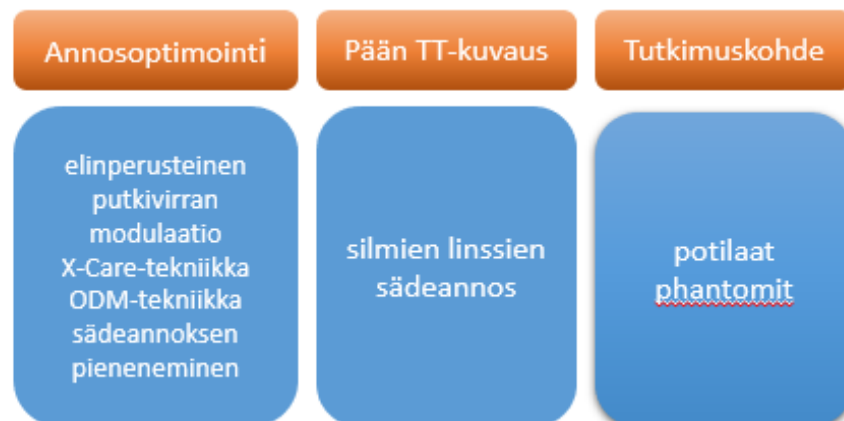 Annosoptimointi
Pään TT-kuvaus
Tutkimuskohde
elinperusteinen
putkivirran
modulaatio
X-Care-tekniikka
ODM-tekniikka
sädeannoksen
pieneneminen
silmien linssien
sädeannos
potilaat
phantomit